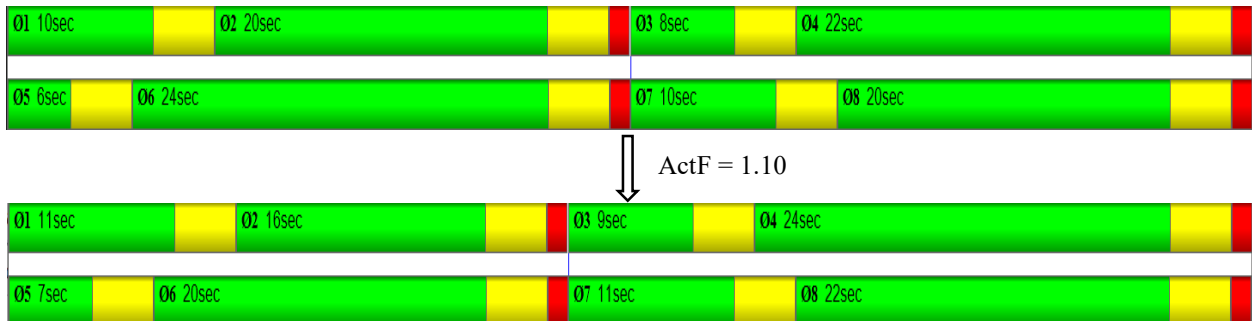 Ø1 10sec Ø2 20sec Ø3 8sec Ø4 22sec
Ø5 6sec Ø6 24sec Ø7 10sec Ø8 20sec
ActF = 1.10
Ø1 11sec Ø2 16sec Ø3 9sec Ø4 24sec
Ø5 7sec Ø6 20sec Ø7 11sec Ø8 22sec